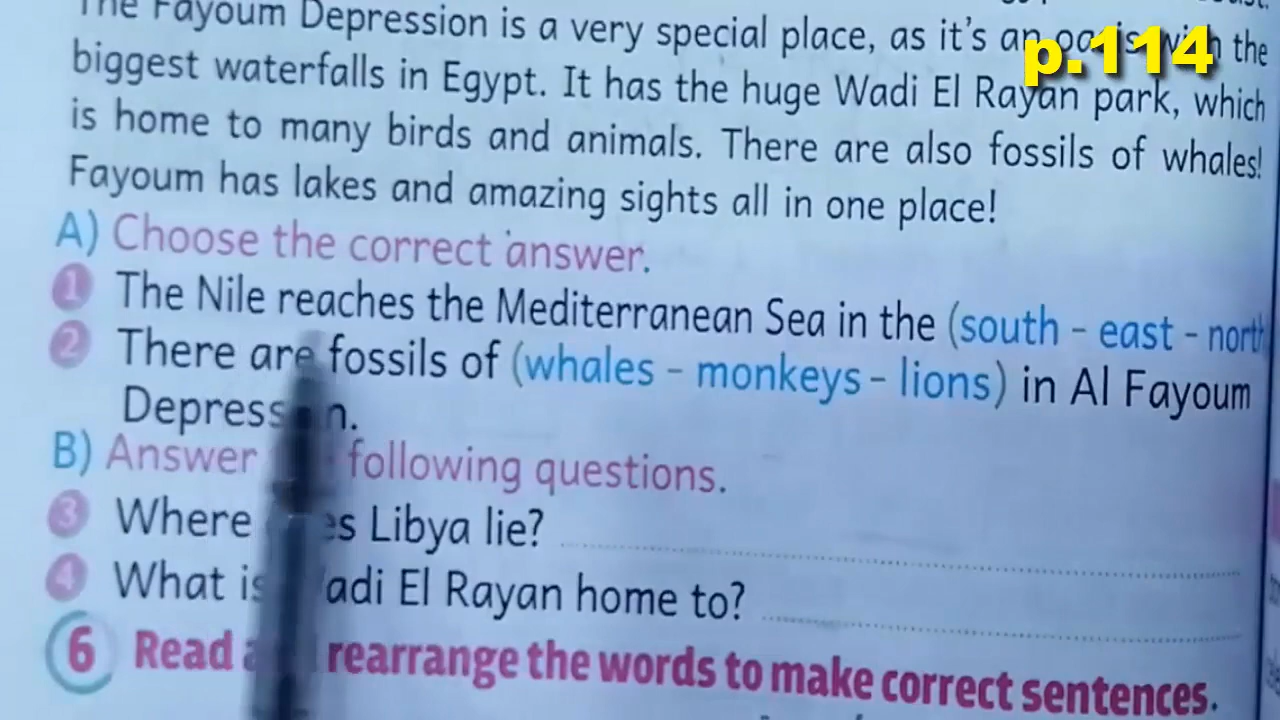 The Fayoum Depression is a very special place, as it's an oasis with the
p.114
biggest waterfalls in Egypt. It has the huge Wadi El Rayan park, which
is home to many birds and animals. There are also fossils of whales!
Fayoum has lakes and amazing sights all in one place!
A) Choose the correct answer.
1 The Nile reaches the Mediterranean Sea in the (south - east - north
2 There are fossils of (whales - monkeys - lions) in Al Fayoum
Depression.
B) Answer following questions.
3 Where does Libya lie?
4 What is Wadi El Rayan home to?
6 Read and rearrange the words to make correct sentences.